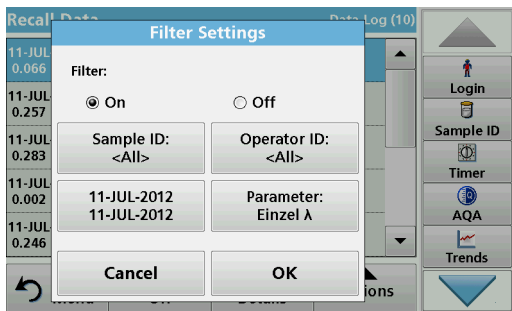 Recall Data
Data Log (10)
Filter Settings
11-JUL
0.066
11-JUL
0.257
11-JUL
0.283
11-JUL
0.002
11-JUL
0.246
Filter:
On
Off
Sample ID:
<All>
Operator ID:
<All>
11-JUL-2012
11-JUL-2012
Parameter:
Einzel λ
Cancel
OK
Login
Sample ID
Timer
AQA
Trends